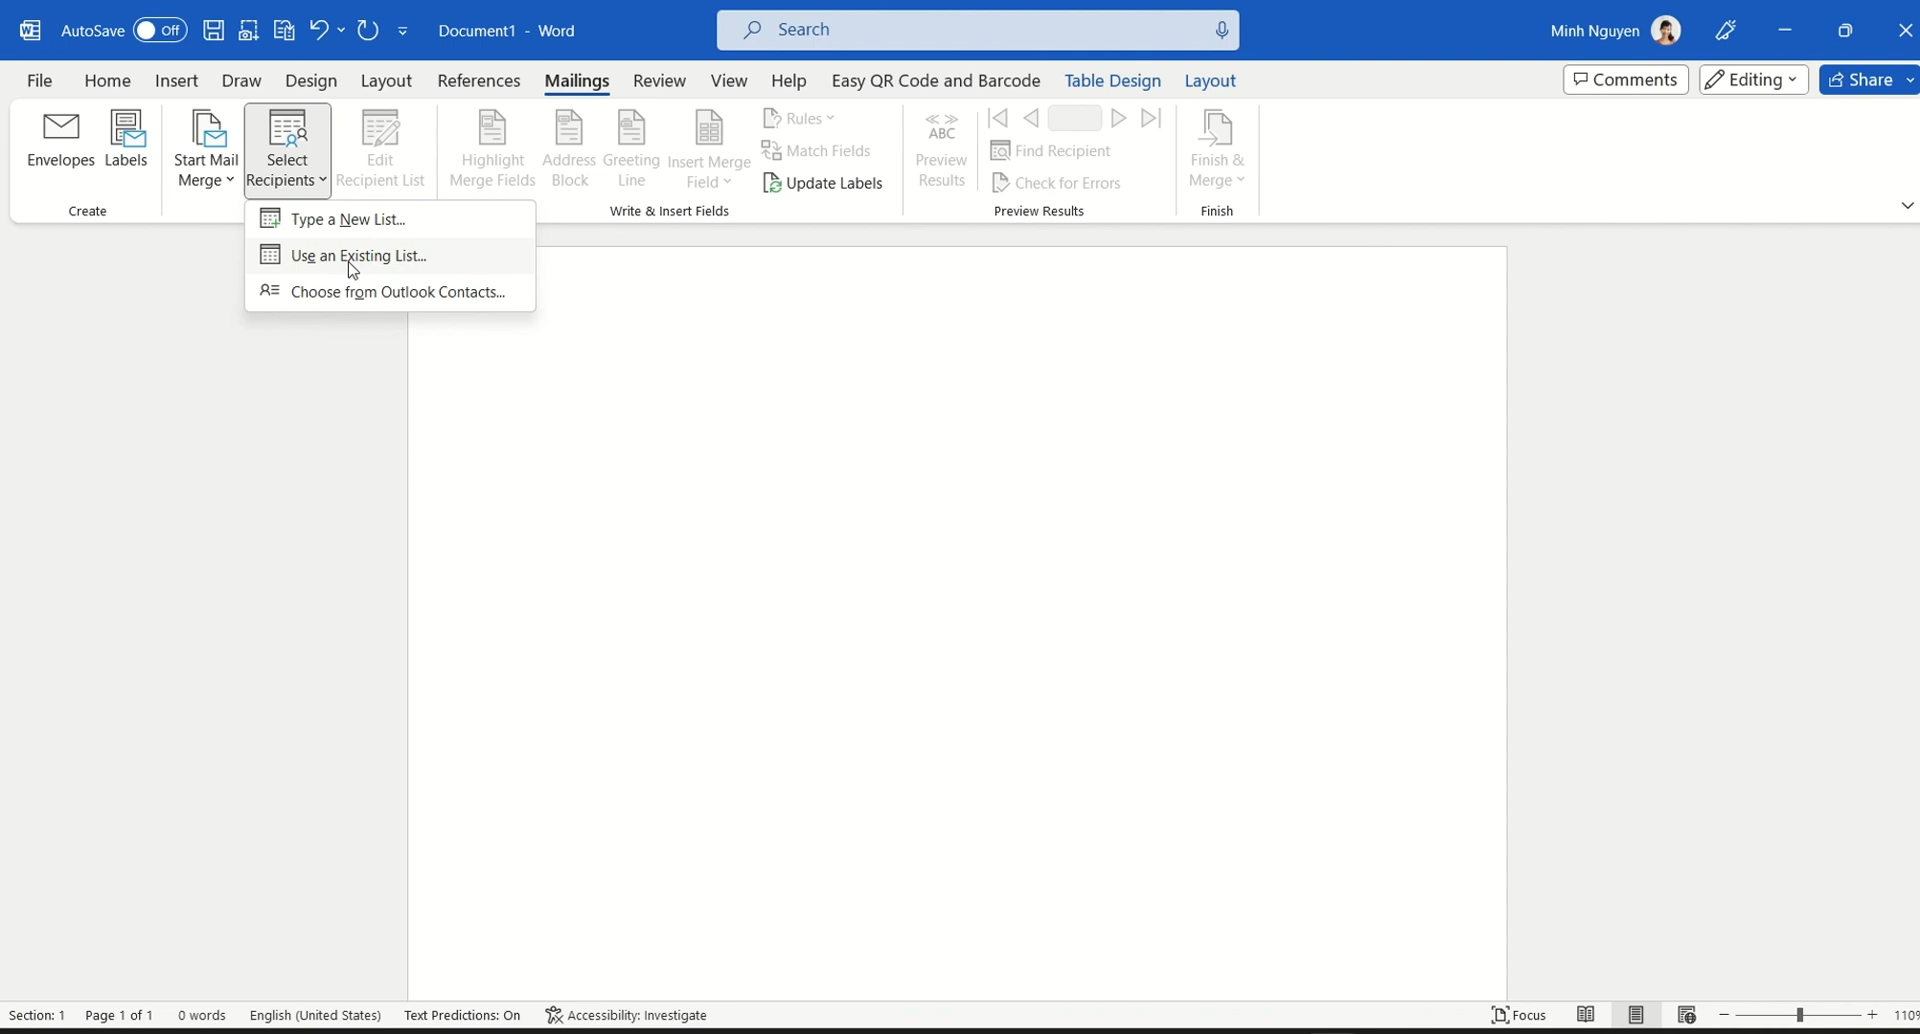 AutoSave Off Document1 - Word Search Minh Nguyen
File Home Insert Draw Design Layout References Mailings Review View Help Easy QR Code and Barcode Table Design Layout Comments Editing Share
Envelopes
Labels
Create
Start Mail
Merge
Select
Recipients
Edit
Recipient List
Highlight
Merge Fields
Address
Block
Greeting
Line
Insert Merge
Field
Rules
Match Fields
Update Labels
Write & Insert Fields
ABC
Preview
Results
Find Recipient
Check for Errors
Preview Results
Finish &
Merge
Finish
Type a New List...
Use an Existing List...
Choose from Outlook Contacts...
Section: 1 Page 1 of 1 0 words English (United States) Text Predictions: On Accessibility: Investigate Focus 110%